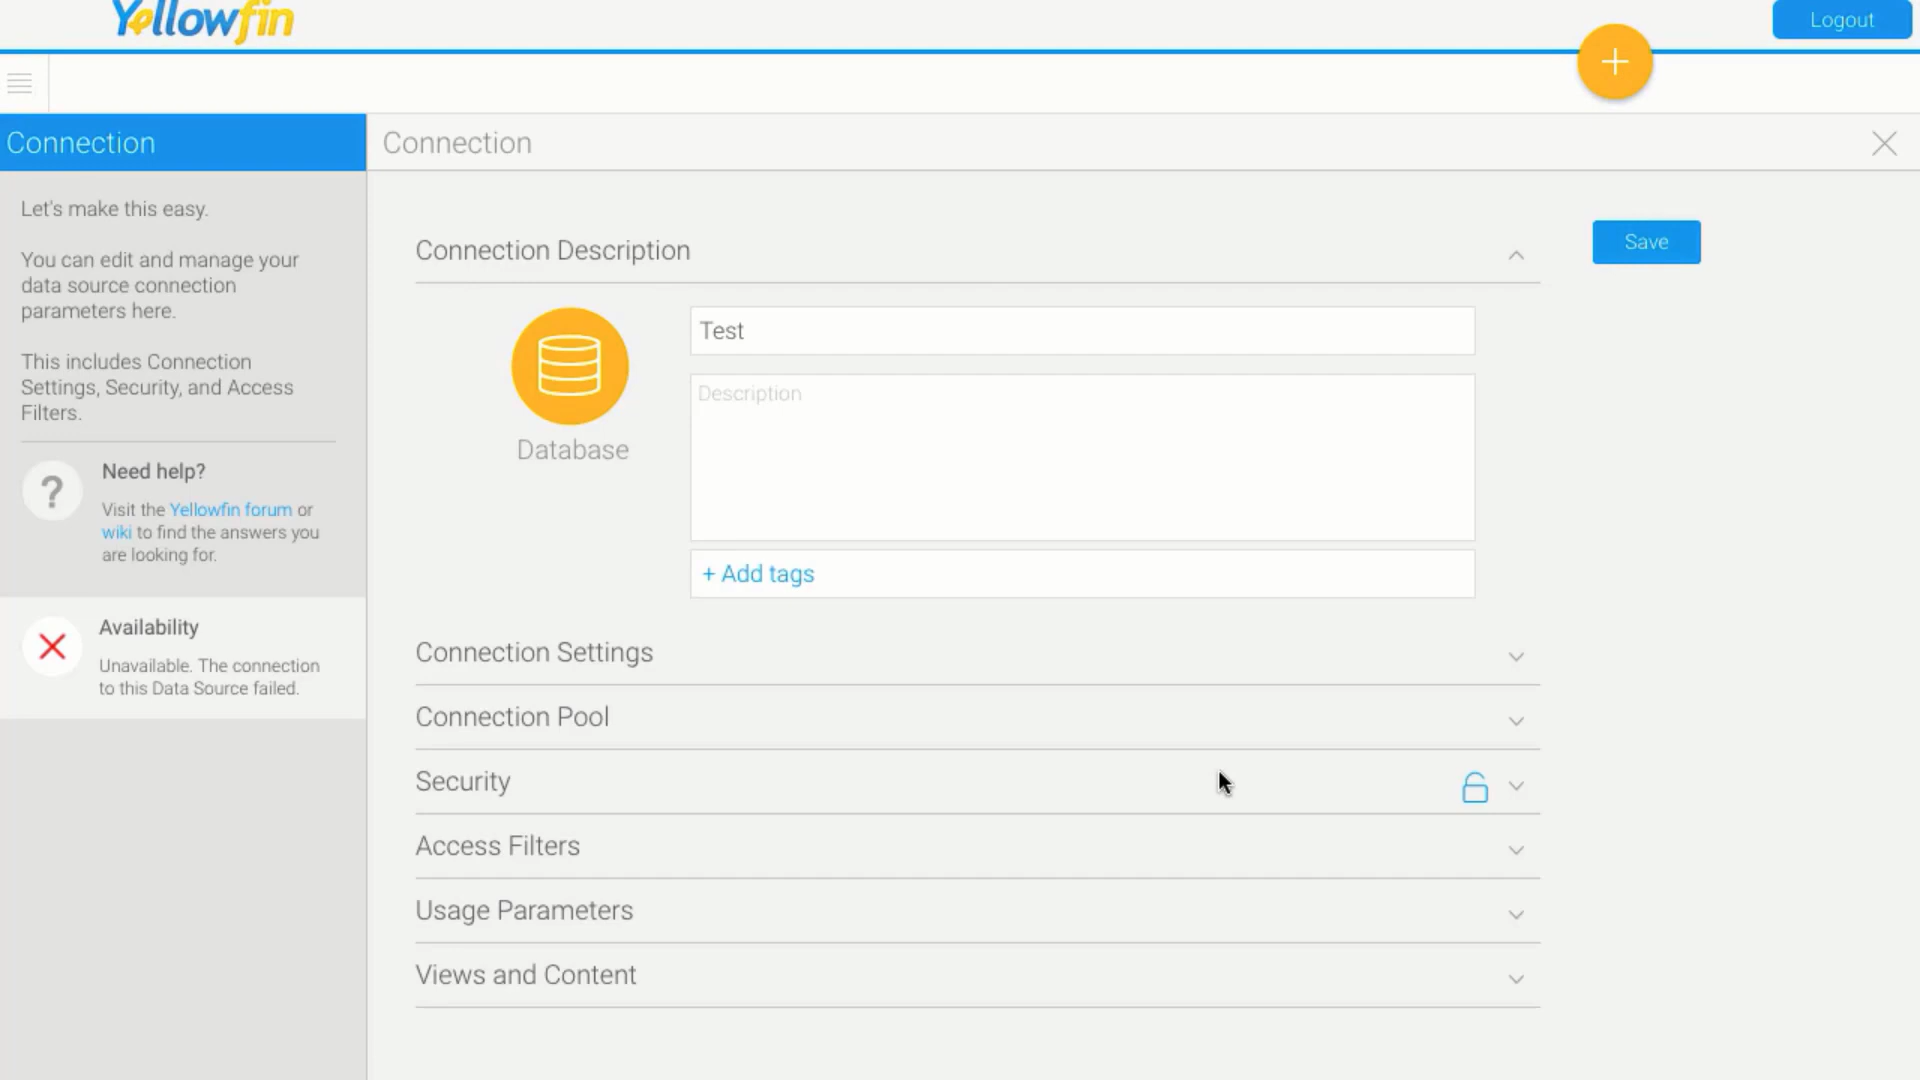 Yellowfin
Logout
+
Connection
Connection
Let's make this easy.
You can edit and manage your
data source connection
parameters here.
This includes Connection
Settings, Security, and Access
Filters.
?
Need help?
Visit the Yellowfin forum or
wiki to find the answers you
are looking for.
Availability
Unavailable. The connection
to this Data Source failed.
Connection Description
Save
Database
Test
Description
+ Add tags
Connection Settings
Connection Pool
Security
Access Filters
Usage Parameters
Views and Content